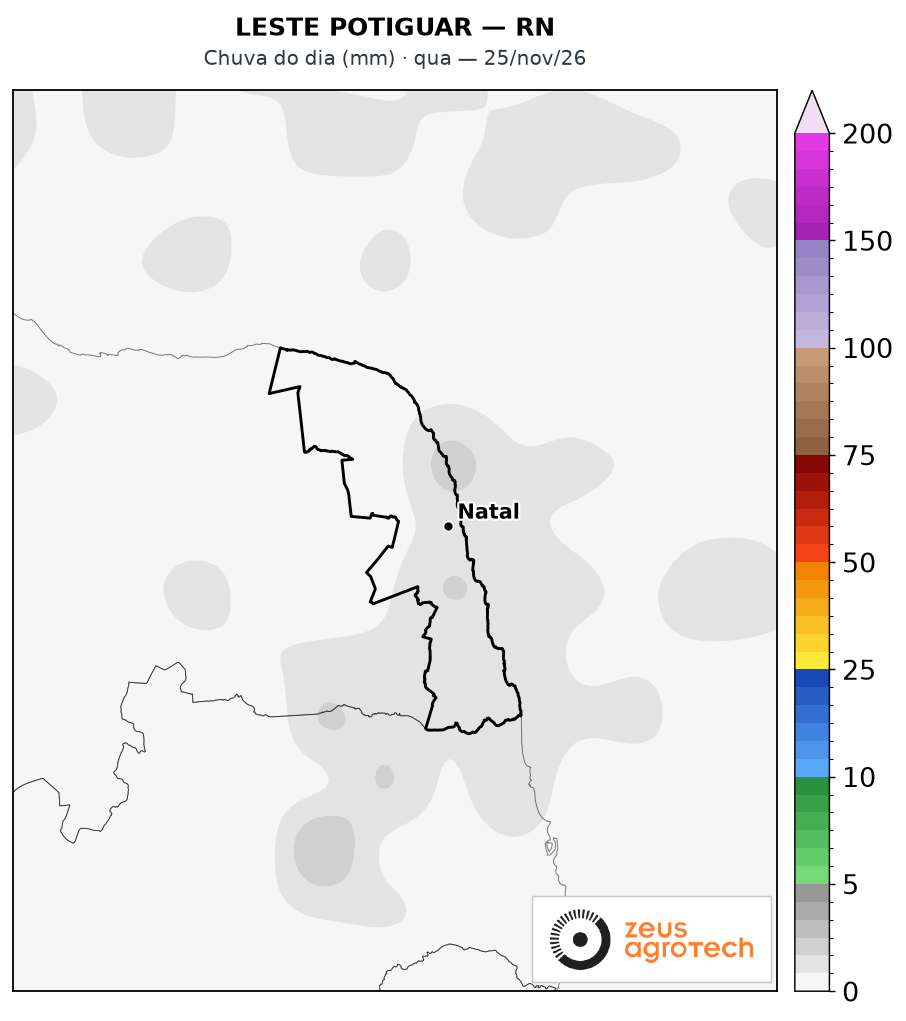 LESTE POTIGUAR — RN
Chuva do dia (mm) · qua — 25/nov/26
200
150
100
75
50
25
10
5
0
Natal
zeus
agrotech